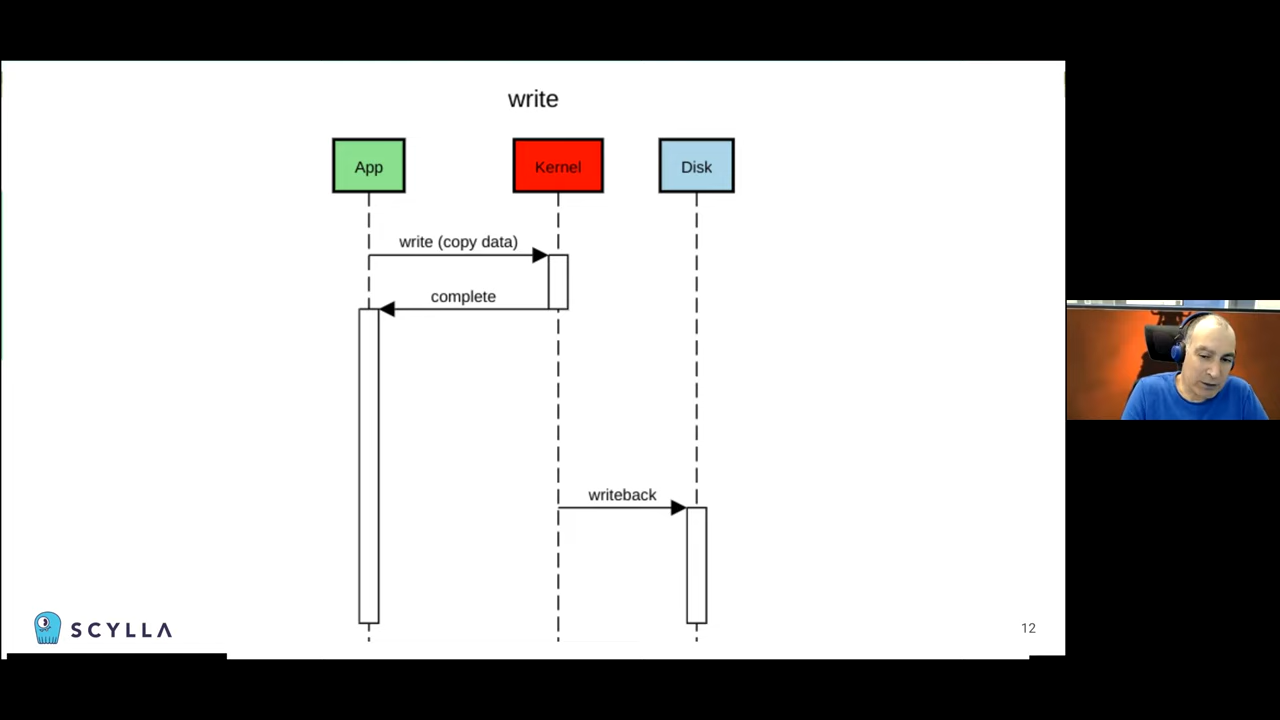 write
App
Kernel
Disk
write (copy data)
complete
writeback
SCYLLA
12